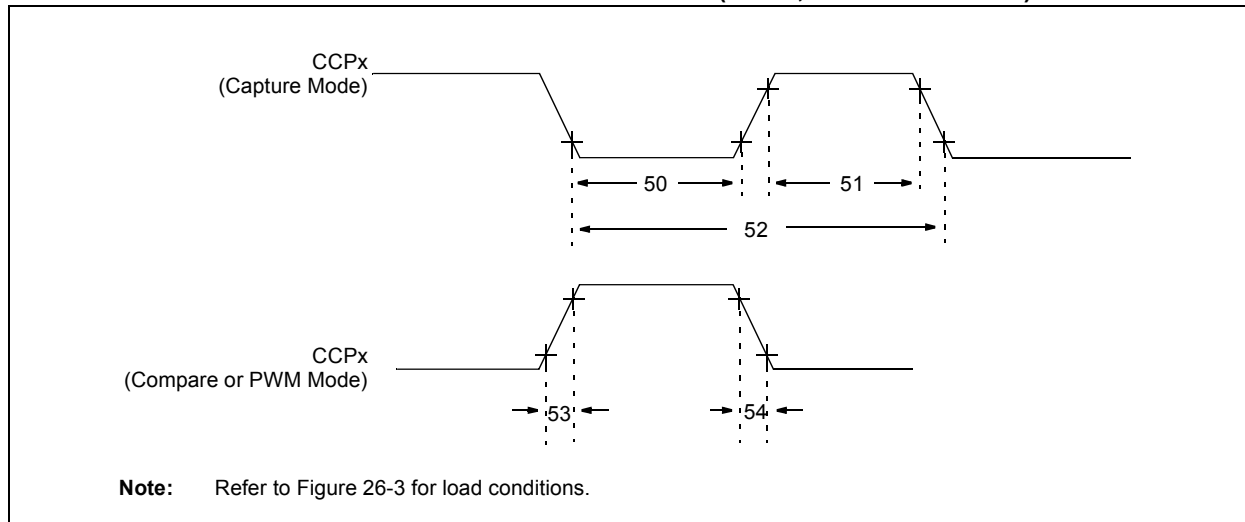 CCPx
(Capture Mode)
50
51
52
CCPx
(Compare or PWM Mode)
53
54
Note: Refer to Figure 26-3 for load conditions.